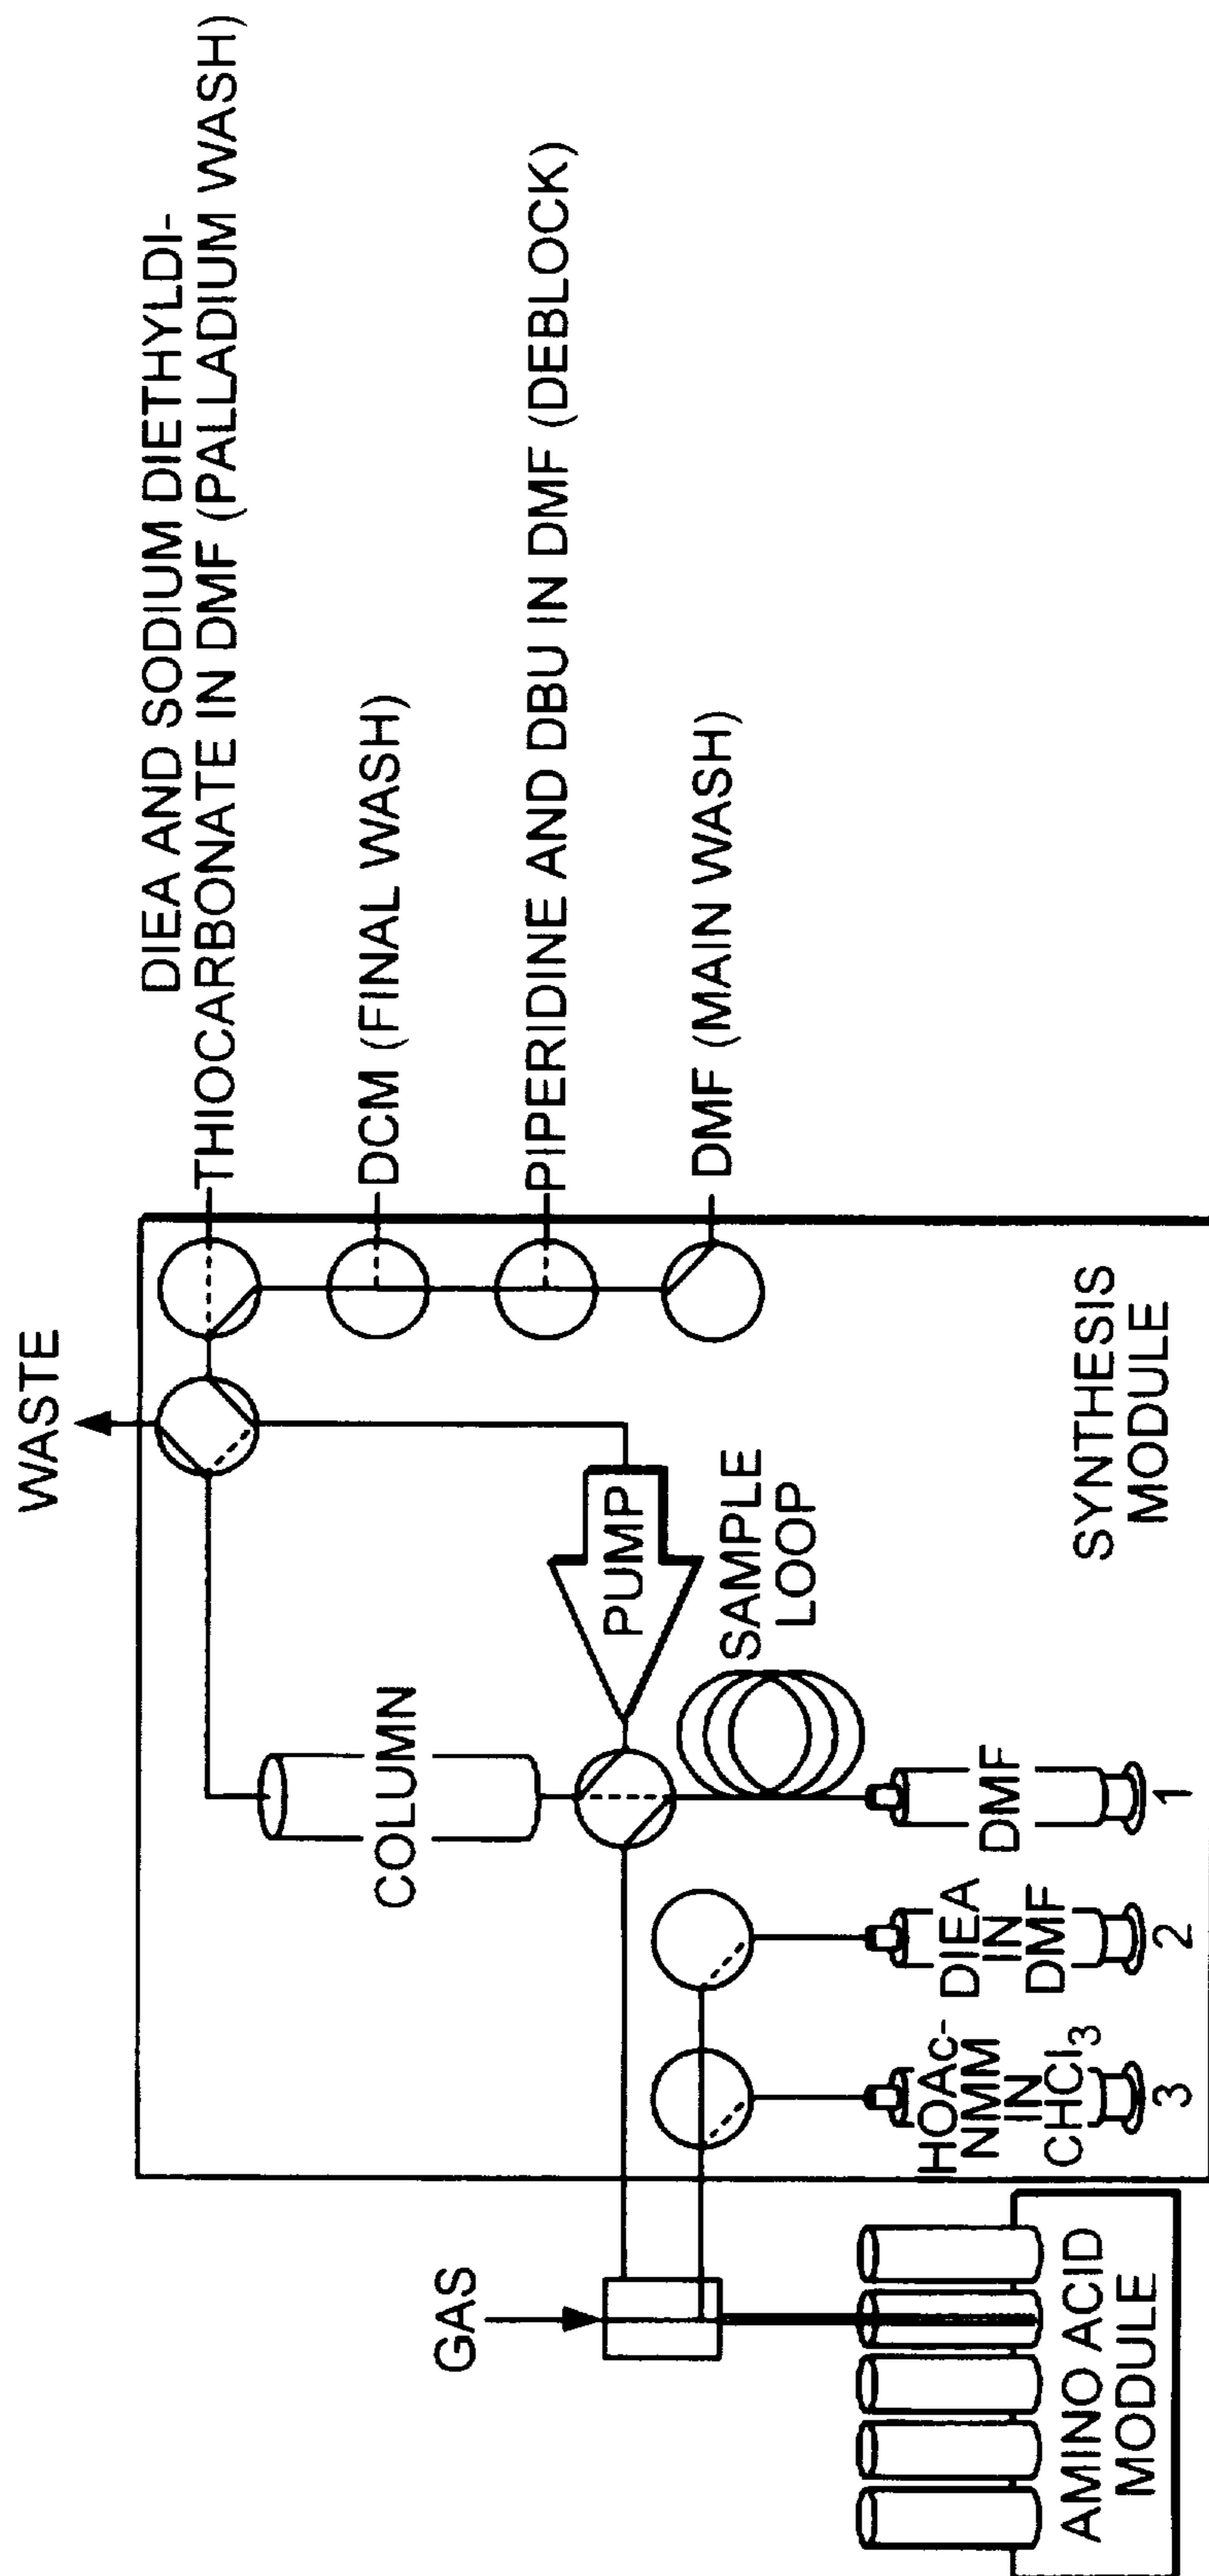 DIEA AND SODIUM DIETHYLDI-
THIOCARBONATE IN DMF (PALLADIUM WASH)
DCM (FINAL WASH)
PIPERIDINE AND DBU IN DMF (DEBLOCK)
DMF (MAIN WASH)
WASTE
PUMP
COLUMN
SAMPLE
LOOP
SYNTHESIS
MODULE
DMF
1
DIEA
IN
DMF
2
HOAc-
NMM
IN
CHCl3
3
GAS
AMINO ACID
MODULE